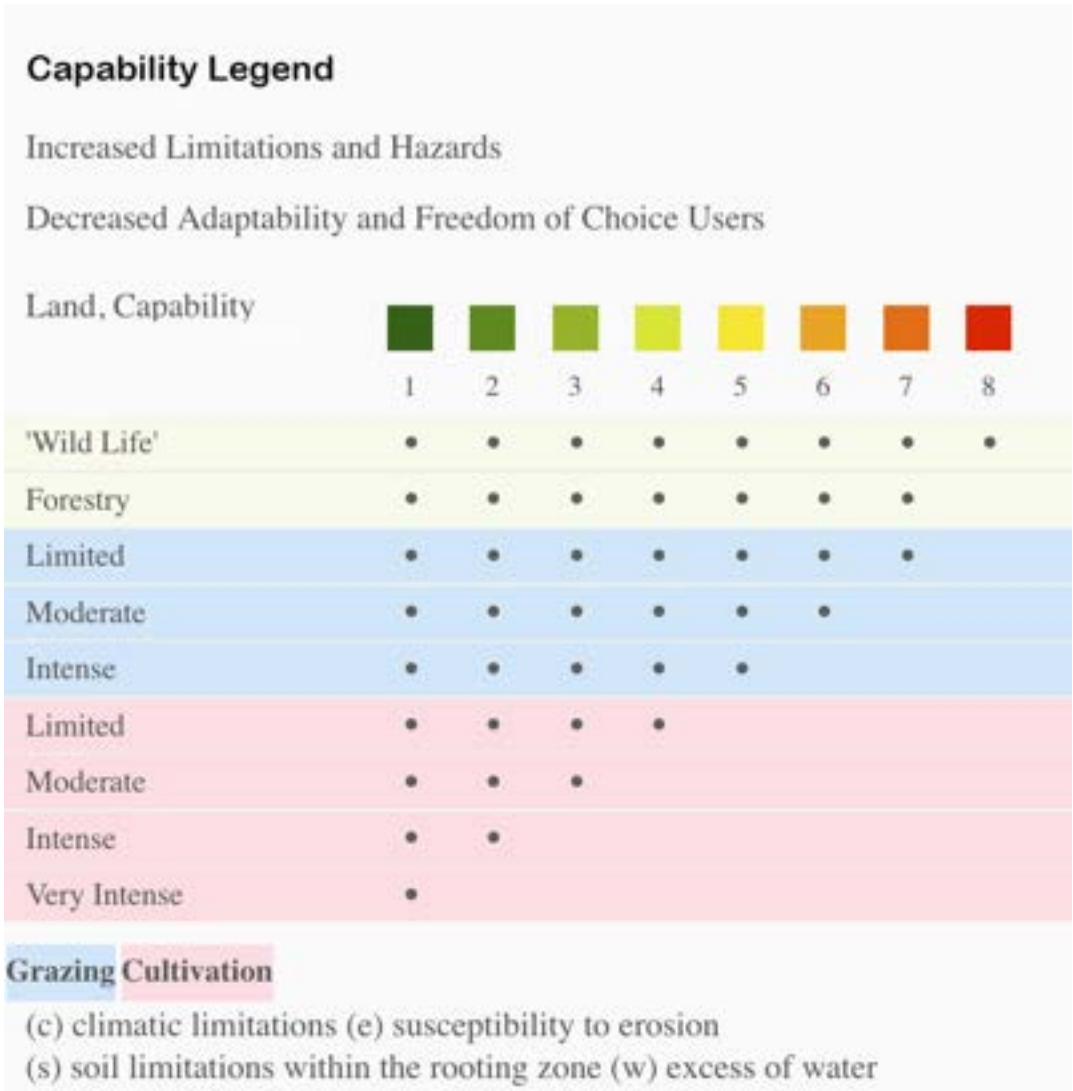 Capability Legend
Increased Limitations and Hazards
Decreased Adaptability and Freedom of Choice Users
Land, Capability
1 2 3 4 5 6 7 8
'Wild Life' • • • • • • • •
Forestry • • • • • • •
Limited • • • • • • •
Moderate • • • • • •
Intense • • • • •
Limited • • • •
Moderate • • •
Intense • •
Very Intense •
Grazing Cultivation
(c) climatic limitations (e) susceptibility to erosion
(s) soil limitations within the rooting zone (w) excess of water